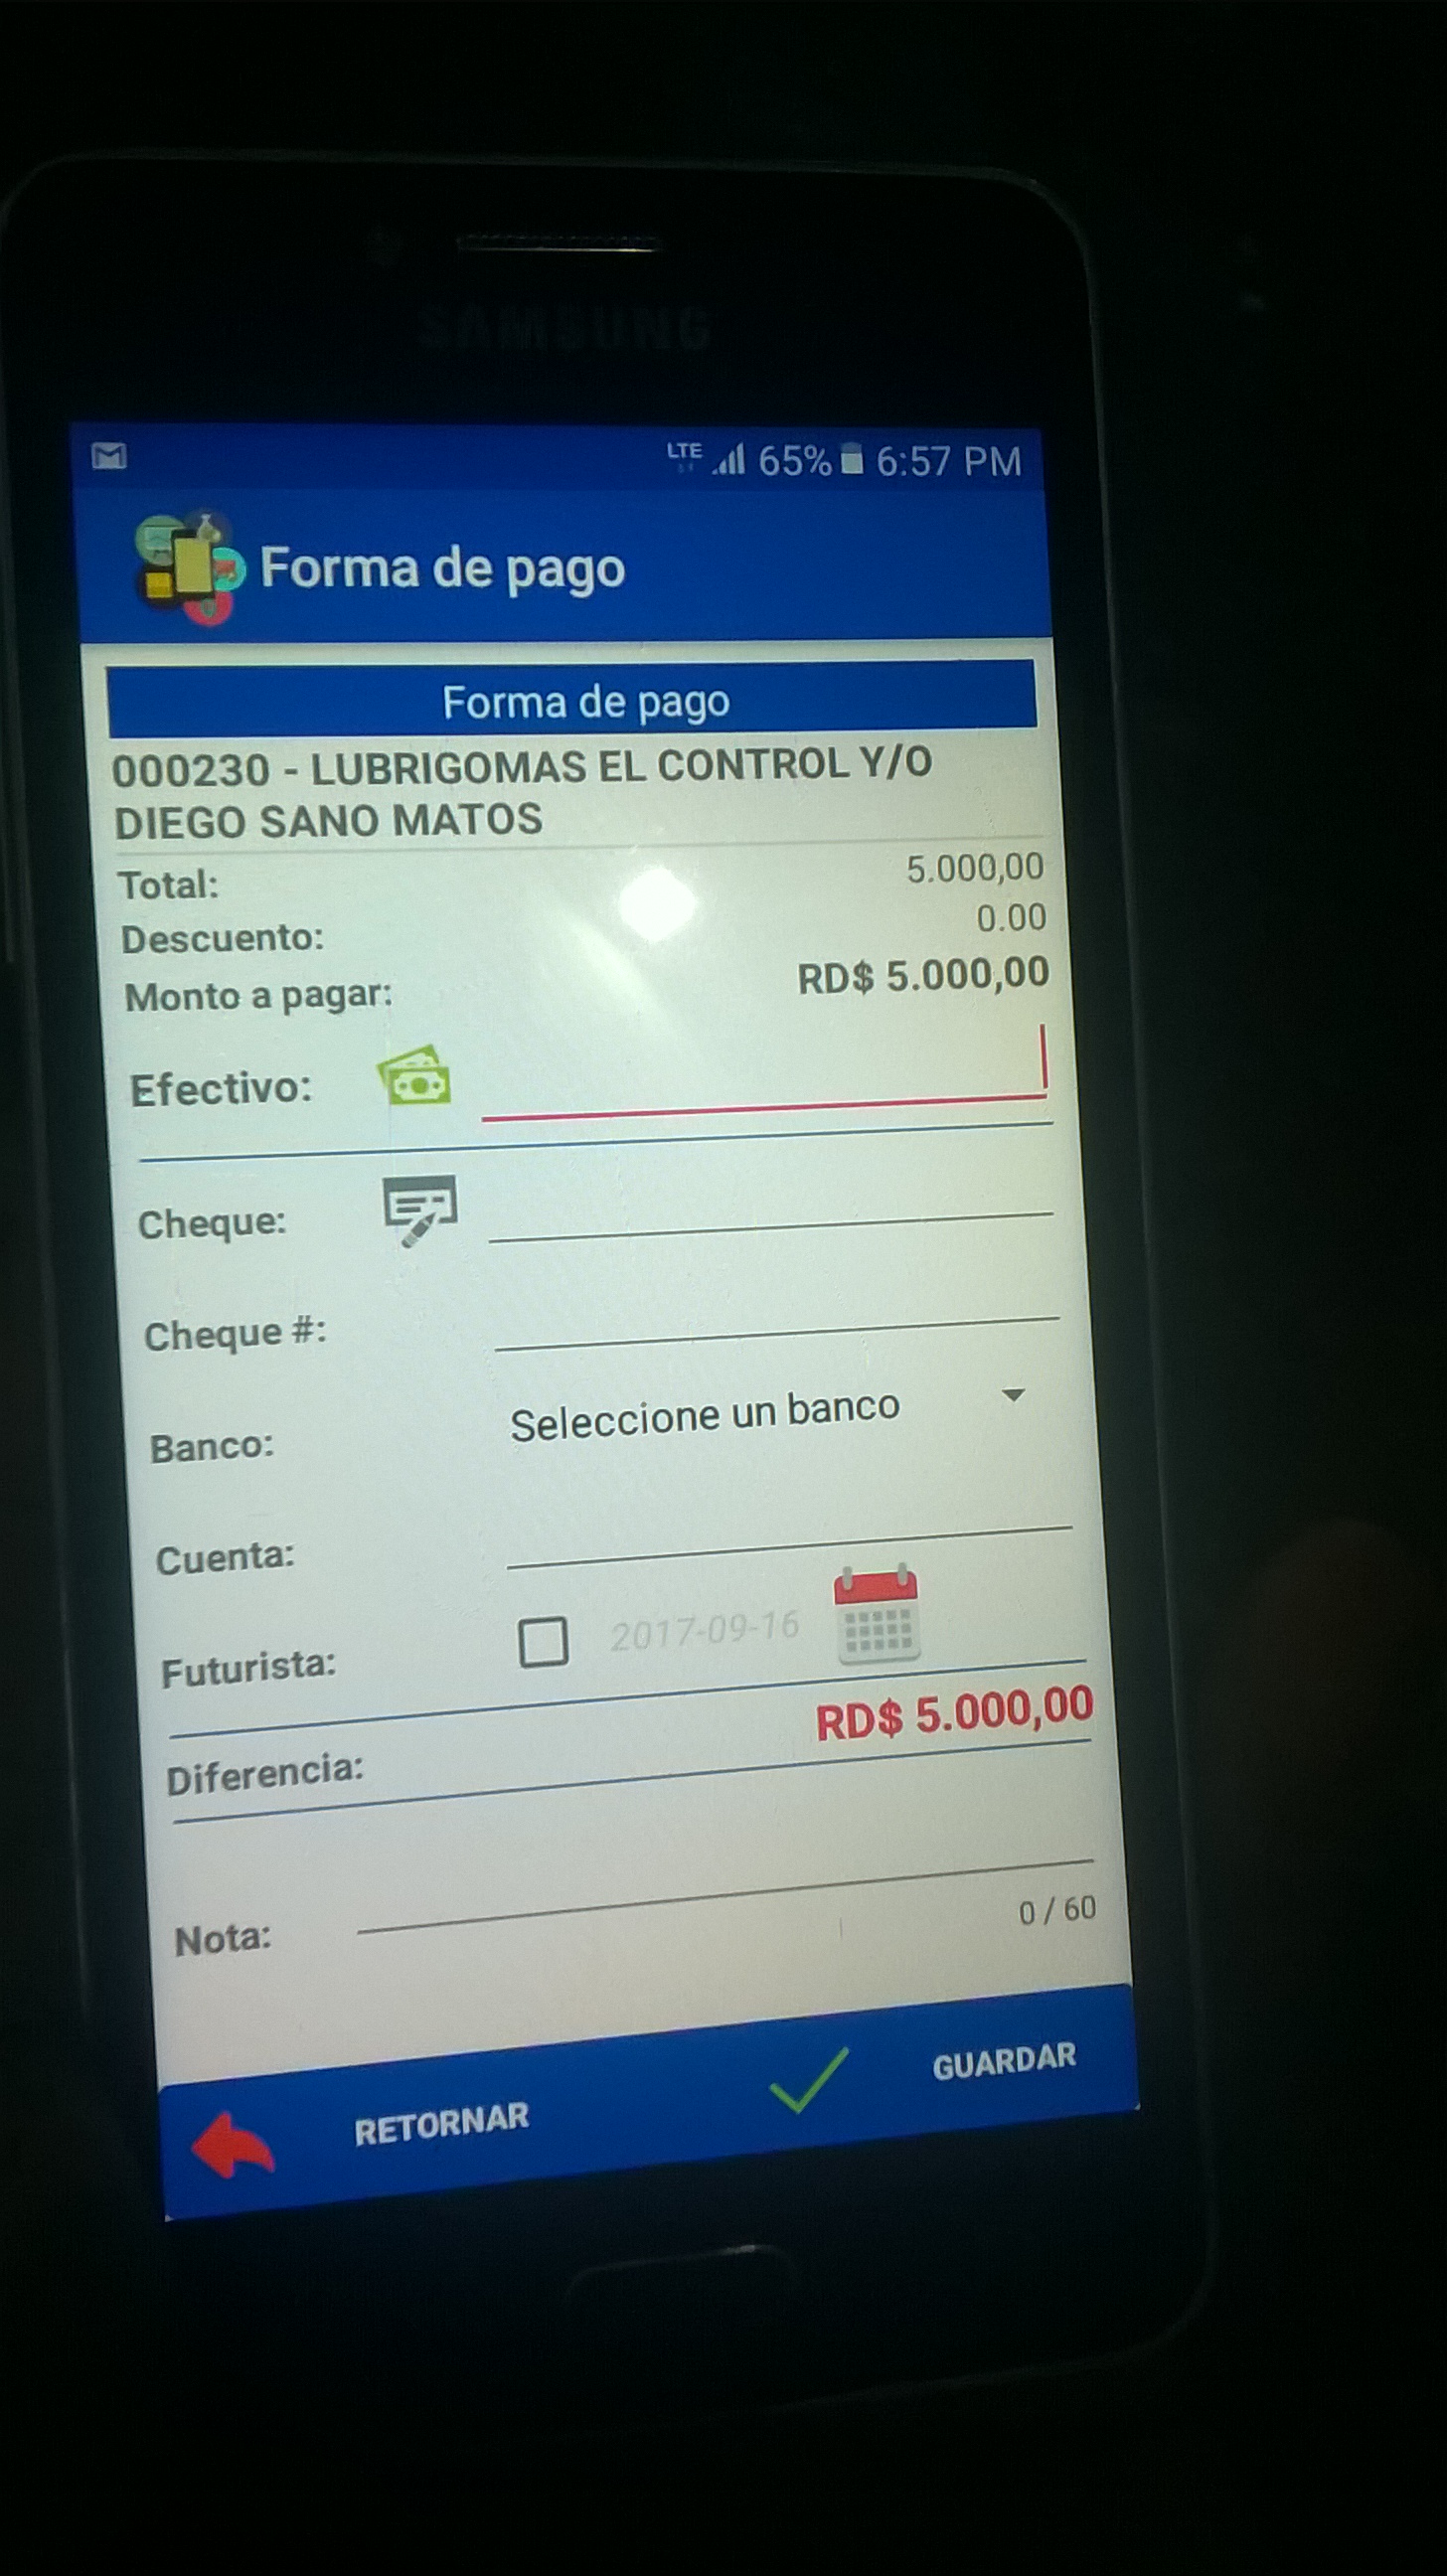 SAMSUNG
LTE 65% 6:57 PM
Forma de pago
Forma de pago
000230 - LUBRIGOMAS EL CONTROL Y/O
DIEGO SANO MATOS
Total: 5.000,00
Descuento: 0.00
Monto a pagar: RD$ 5.000,00
Efectivo:
Cheque:
Cheque #:
Banco: Seleccione un banco
Cuenta:
Futurista: 2017-09-16
Diferencia: RD$ 5.000,00
Nota:
0 / 60
RETORNAR GUARDAR